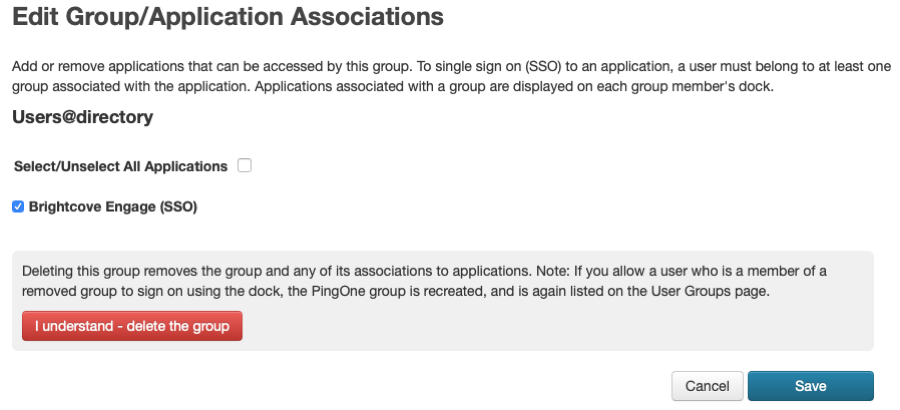 Edit Group/Application Associations
Add or remove applications that can be accessed by this group. To single sign on (SSO) to an application, a user must belong to at least one
group associated with the application. Applications associated with a group are displayed on each group member's dock.
Users@directory
Select/Unselect All Applications
Brightcove Engage (SSO)
Deleting this group removes the group and any of its associations to applications. Note: If you allow a user who is a member of a
removed group to sign on using the dock, the PingOne group is recreated, and is again listed on the User Groups page.
I understand - delete the group
Cancel
Save